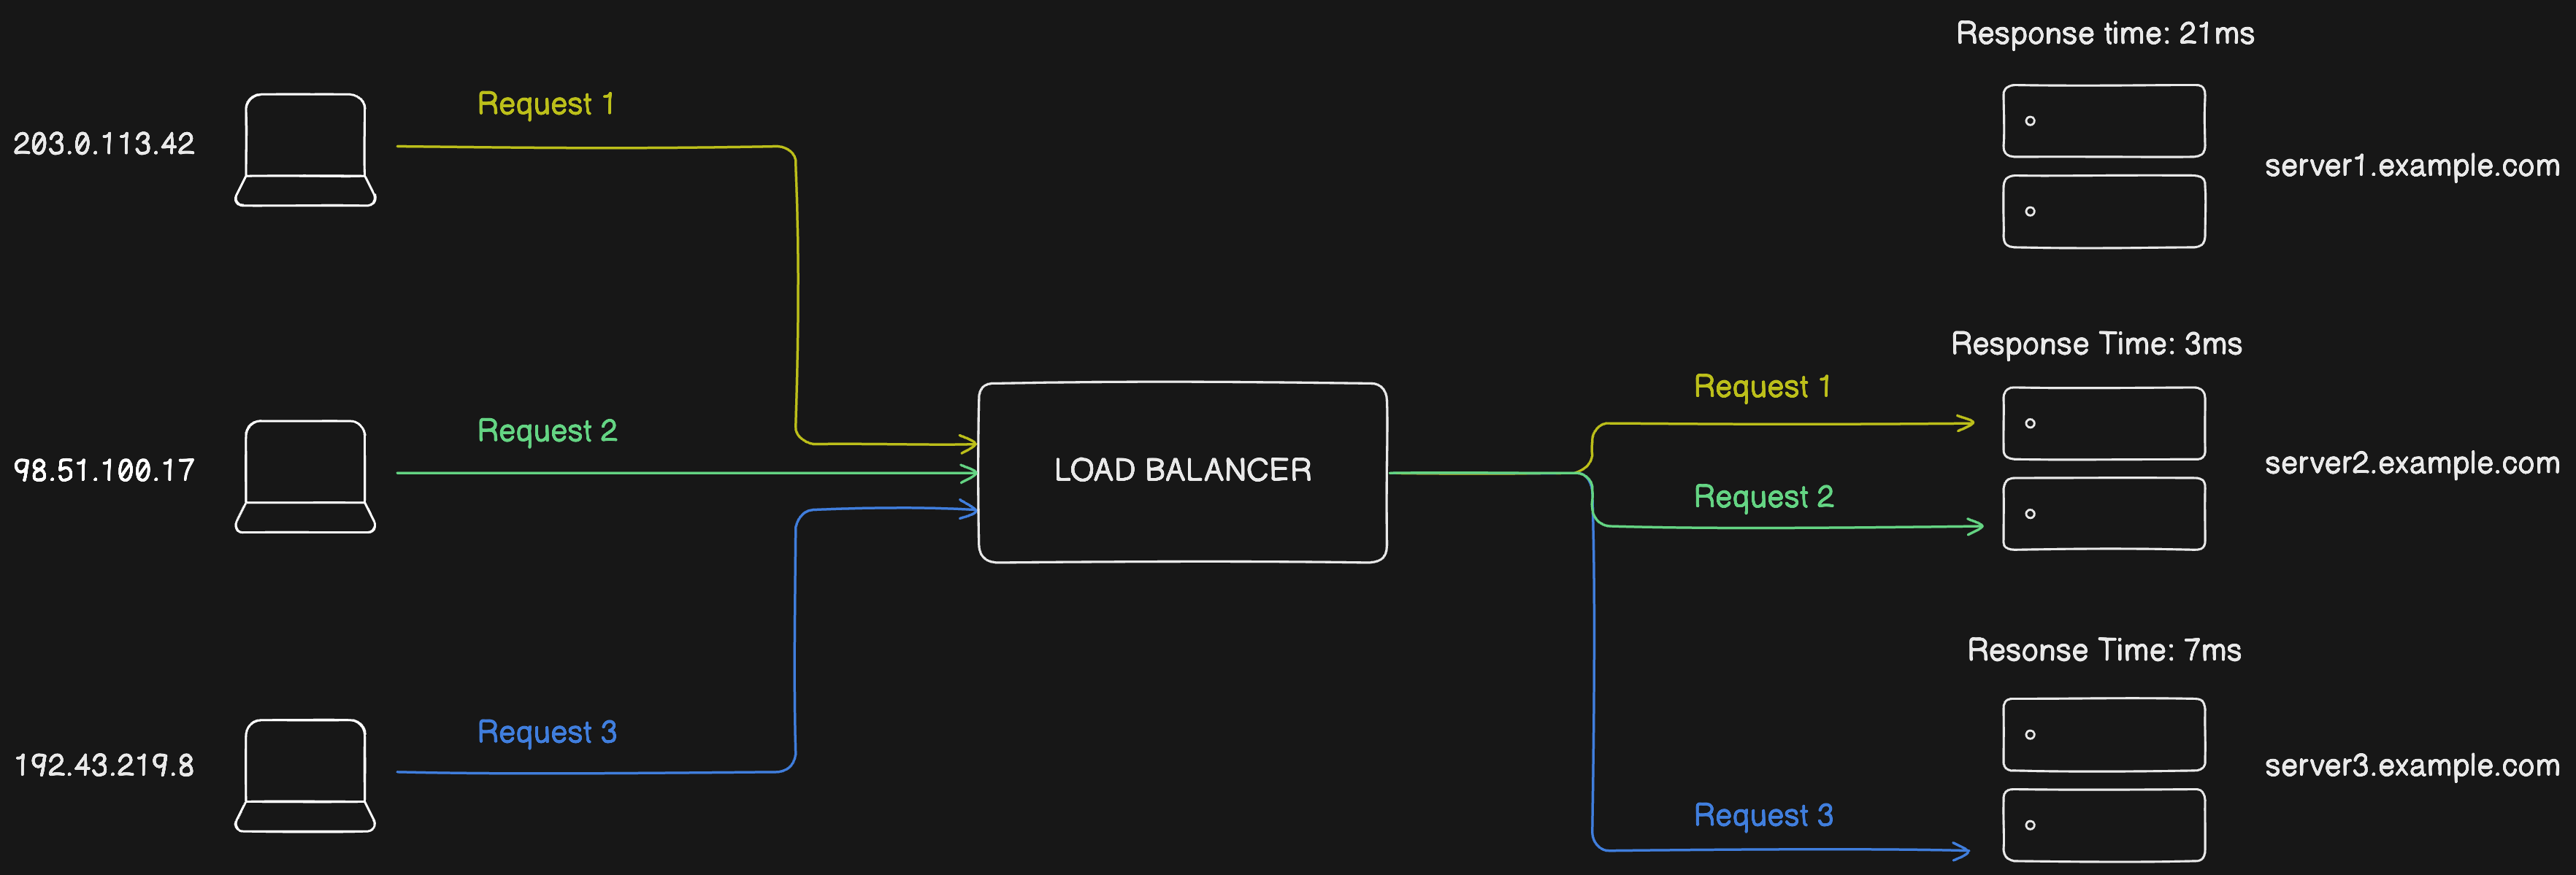 Response time: 21ms
Request 1
203.0.113.42
server1.example.com
Response Time: 3ms
Request 1
Request 2
98.51.100.17
LOAD BALANCER
server2.example.com
Request 2
Resonse Time: 7ms
Request 3
192.43.219.8
server3.example.com
Request 3